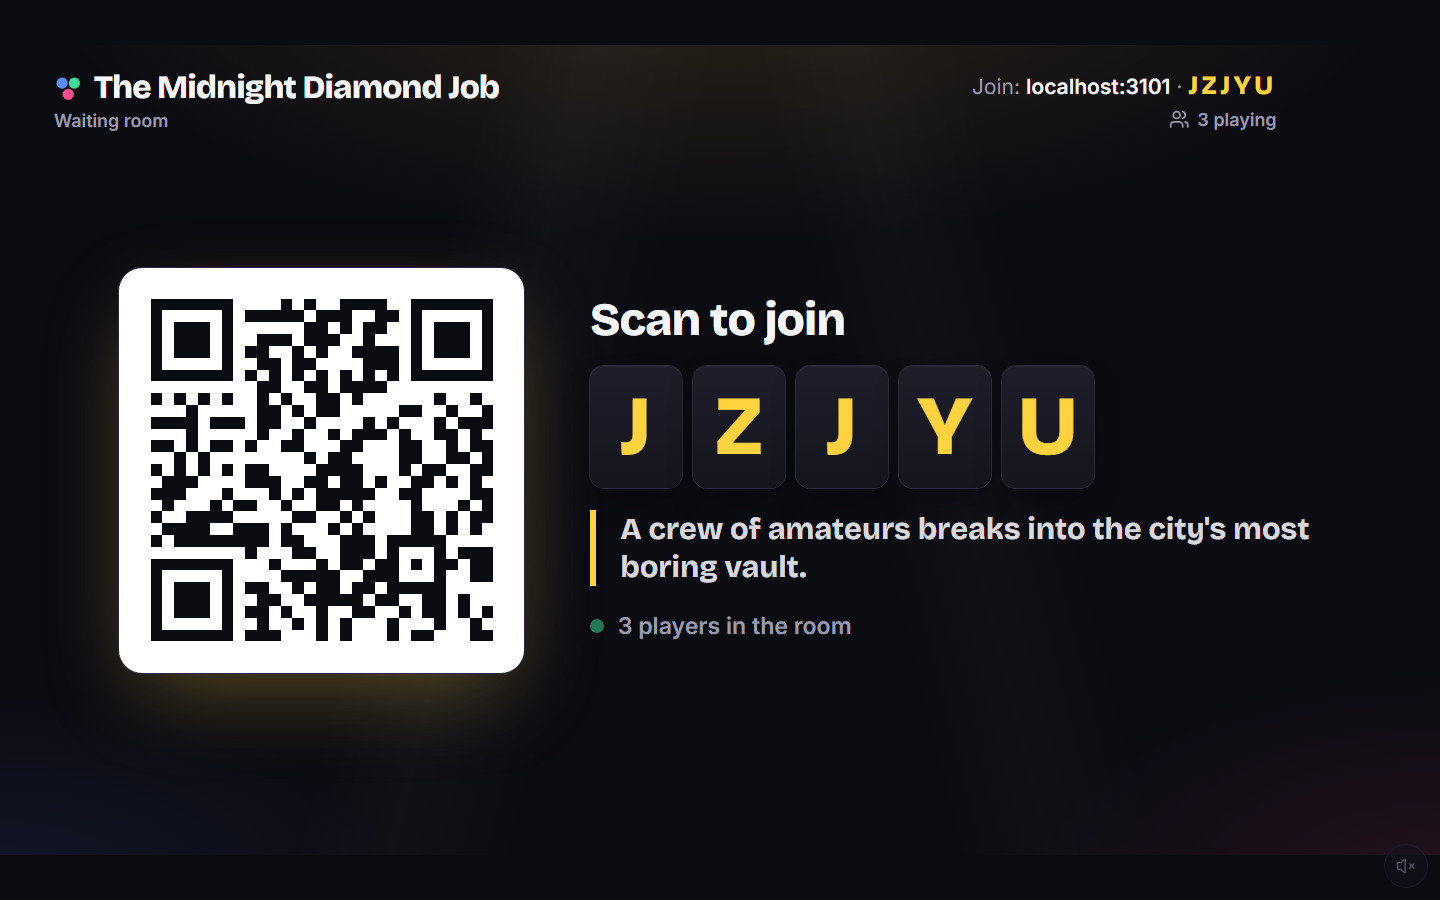 The Midnight Diamond Job
Waiting room
Join: localhost:3101 · JZJYU
3 playing
Scan to join
J Z J Y U
A crew of amateurs breaks into the city's most
boring vault.
3 players in the room